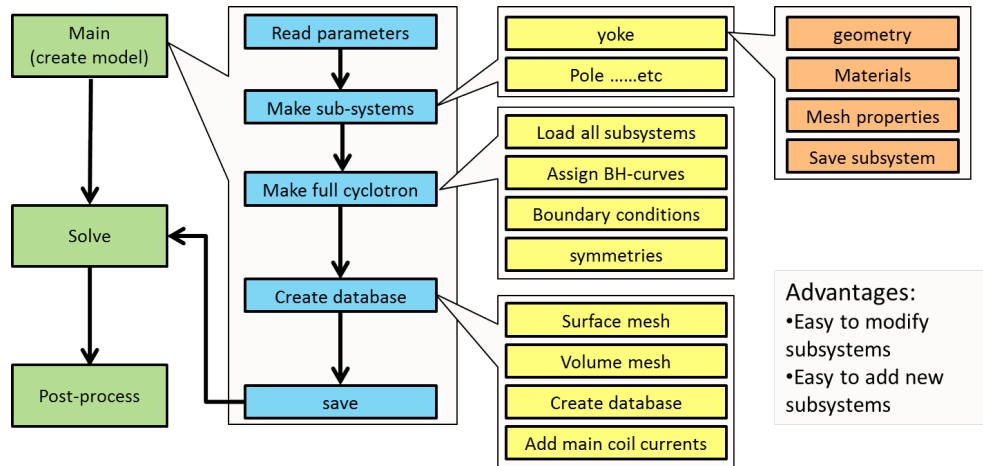 Main
(create model)
Solve
Post-process
Read parameters
Make sub-systems
Make full cyclotron
Create database
save
yoke
Pole ......etc
Load all subsystems
Assign BH-curves
Boundary conditions
symmetries
Surface mesh
Volume mesh
Create database
Add main coil currents
geometry
Materials
Mesh properties
Save subsystem
Advantages:
•Easy to modify
subsystems
•Easy to add new
subsystems